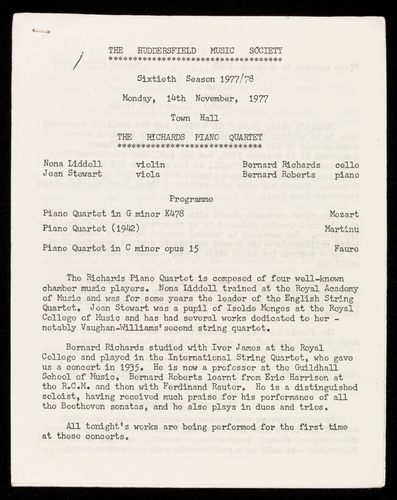 THE HUDDERSFIELD MUSIC SOCIETY
**********************************
Sixtieth Season 1977/78
Monday, 14th November, 1977
Town Hall
THE RICHARDS PIANO QUARTET
****************************
Nona Liddell violin Bernard Richards cello
Jean Stewart viola Bernard Roberts piano
Programme
Piano Quartet in G minor K478 Mozart
Piano Quartet (1942) Martinu
Piano Quartet in C minor opus 15 Faure
The Richards Piano Quartet is composed of four well-known
chamber music players. Nona Liddell trained at the Royal Academy
of Music and was for some years the leader of the English String
Quartet. Jean Stewart was a pupil of Isolde Menges at the Royal
College of Music and has had several works dedicated to her -
notably Vaughan-Williams' second string quartet.
Bernard Richards studied with Ivor James at the Royal
College and played in the International String Quartet, who gave
us a concert in 1935. He is now a professor at the Guildhall
School of Music. Bernard Roberts learnt from Eric Harrison at
the R.C.M. and then with Ferdinand Rauter. He is a distinguished
soloist, having received much praise for his performance of all
the Beethoven sonatas, and he also plays in duos and trios.
All tonight's works are being performed for the first time
at these concerts.